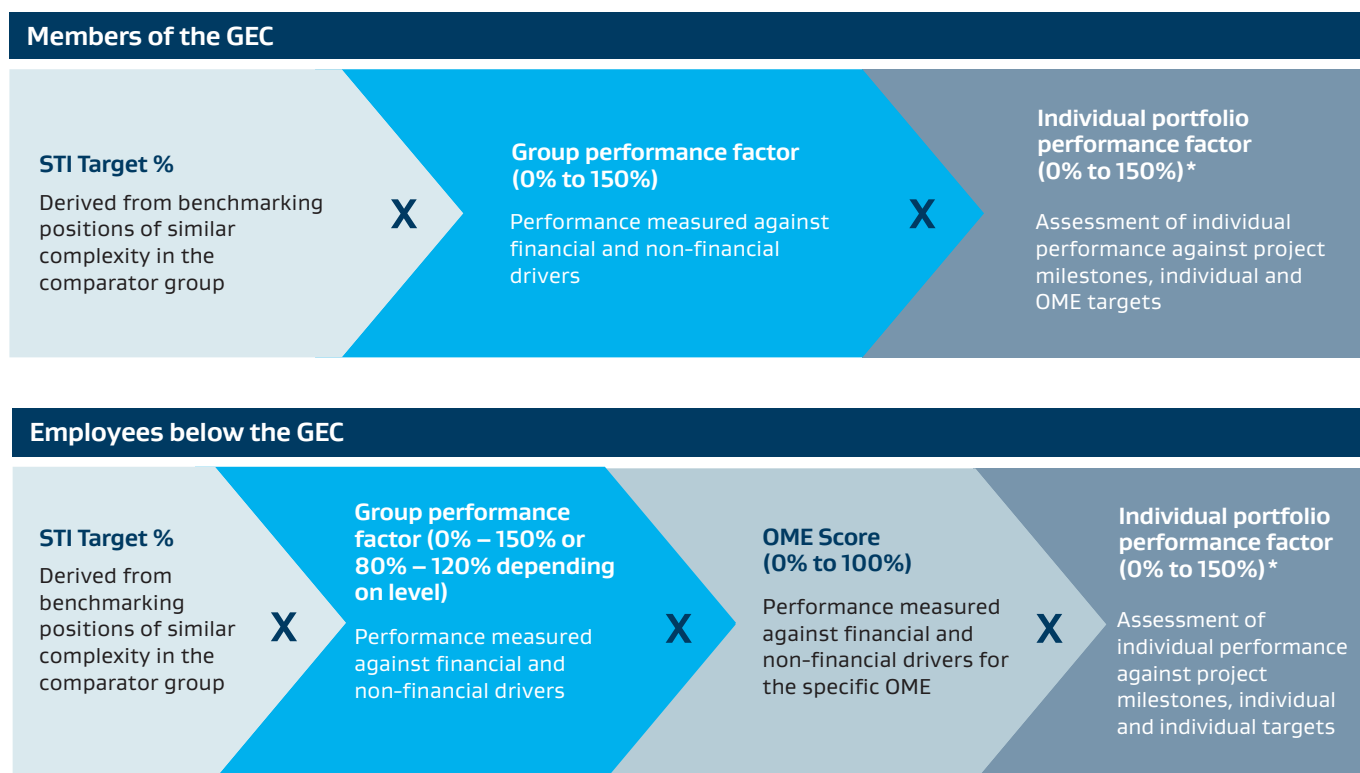 Members of the GEC
STI Target %
Derived from benchmarking
positions of similar
complexity in the
comparator group
X
Group performance factor
(0% to 150%)
Performance measured against
financial and non-financial
drivers
X
Individual portfolio
performance factor
(0% to 150%)*
Assessment of individual
performance against project
milestones, individual and
OME targets
Employees below the GEC
STI Target %
Derived from
benchmarking
positions of similar
complexity in the
comparator group
X
Group performance
factor (0% – 150% or
80% – 120% depending
on level)
Performance measured
against financial and
non-financial drivers
X
OME Score
(0% to 100%)
Performance measured
against financial and
non-financial drivers for
the specific OME
X
Individual portfolio
performance factor
(0% to 150%)*
Assessment of
individual performance
against project
milestones, individual
and individual targets